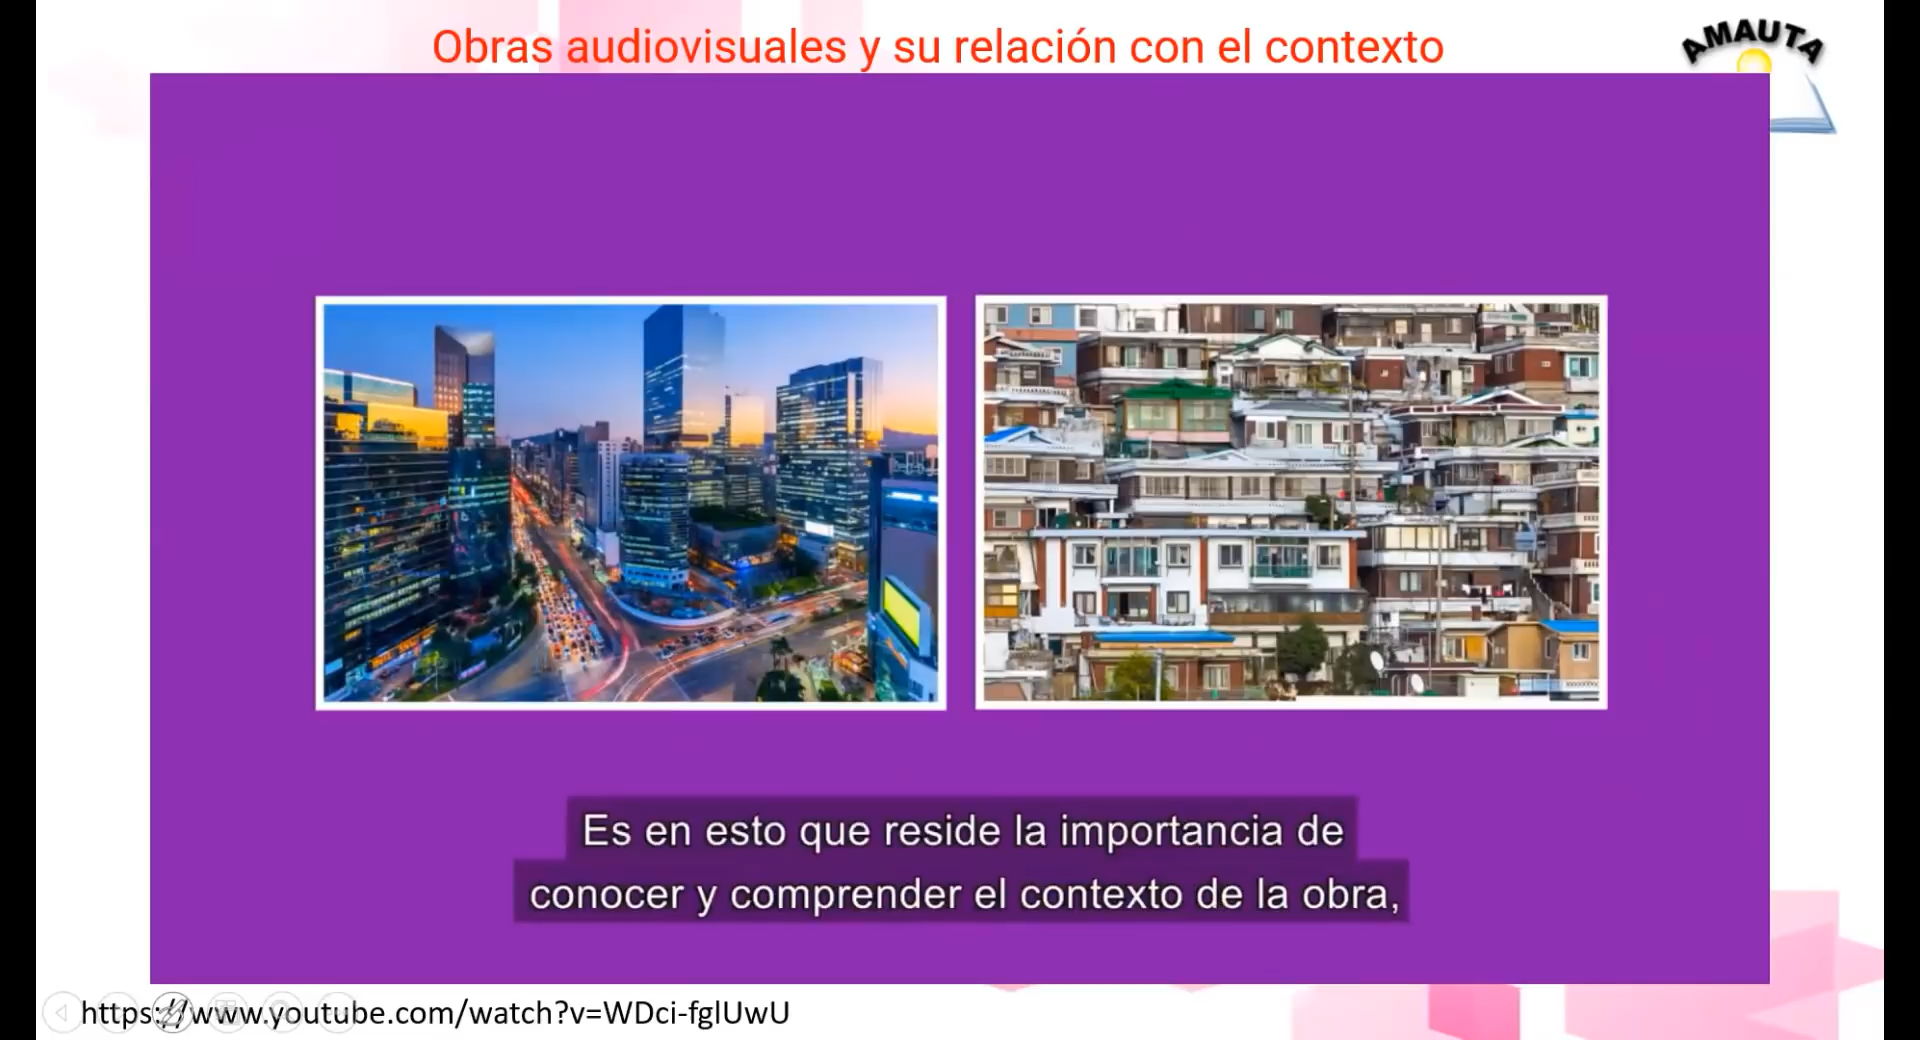 Obras audiovisuales y su relación con el contexto
AMAUTA
Es en esto que reside la importancia de
conocer y comprender el contexto de la obra,
https://www.youtube.com/watch?v=WDci-fglUwU